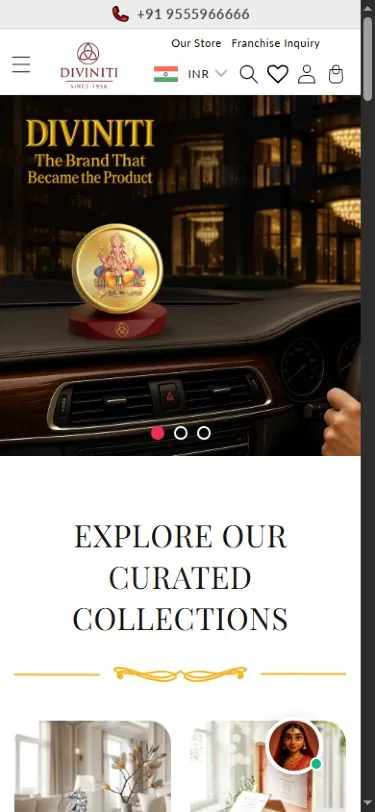 +91 9555966666
Our Store Franchise Inquiry
DIVINITI
SINCE 1956
INR
DIVINITI
The Brand That
Became the Product
EXPLORE OUR
CURATED
COLLECTIONS